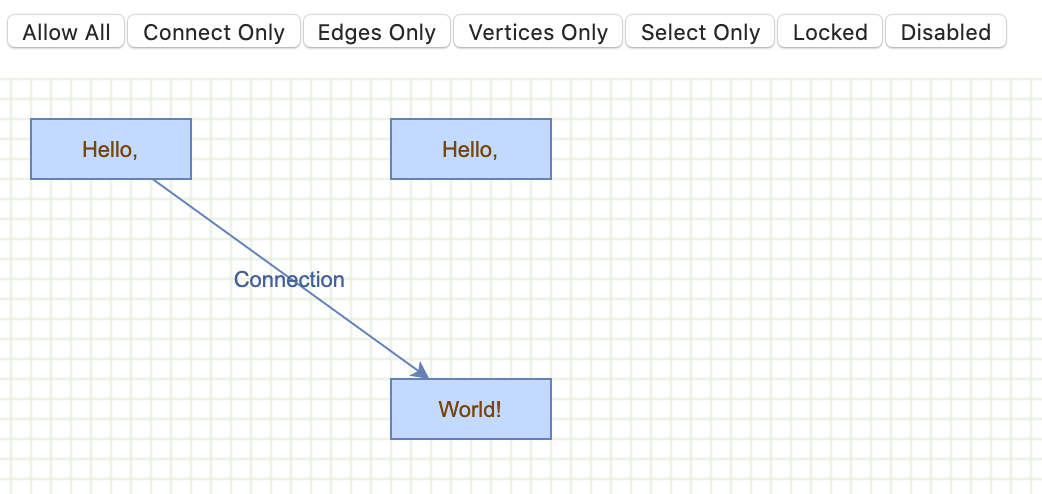 Allow All Connect Only Edges Only Vertices Only Select Only Locked Disabled
Hello, Hello,
Connection
World!